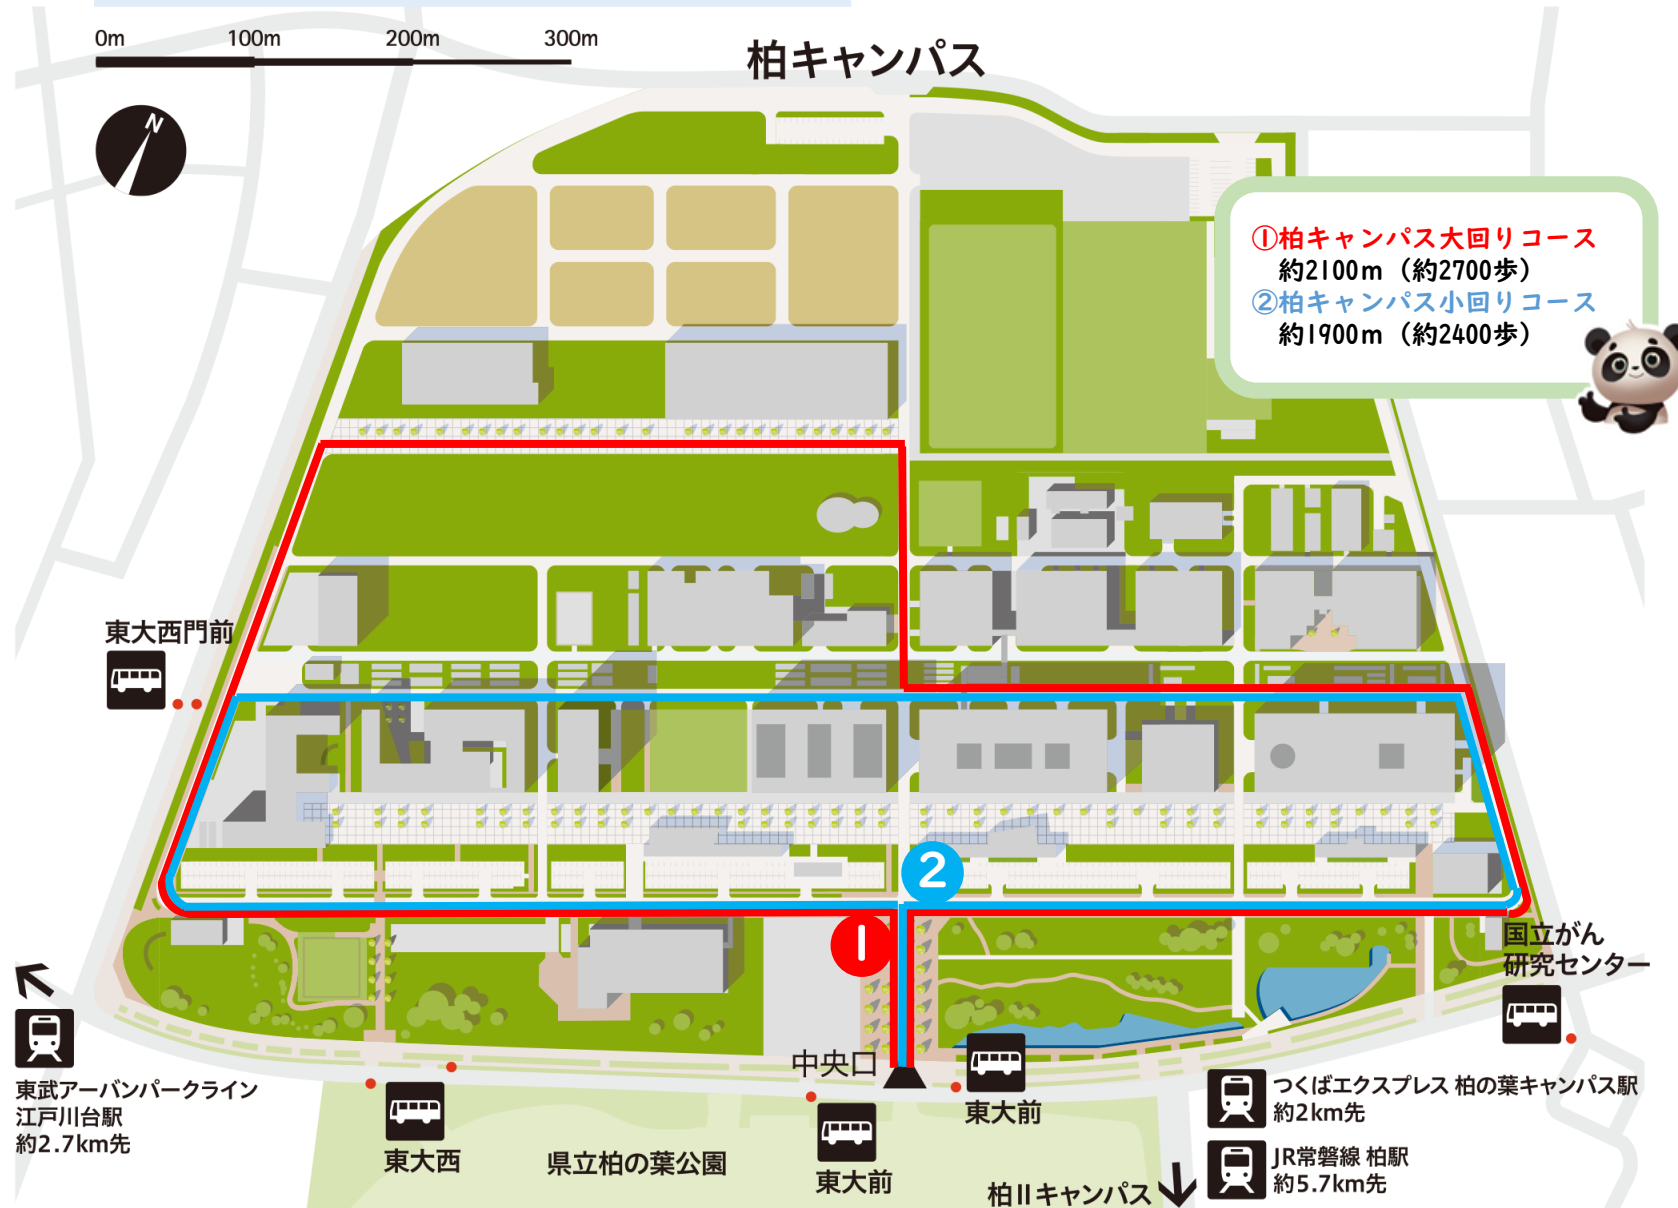 0m 100m 200m 300m
柏キャンパス
N
①柏キャンパス大回りコース
約2100m（約2700歩）
②柏キャンパス小回りコース
約1900m（約2400歩）
東大西門前
2
1
国立がん
研究センター
東武アーバンパークライン
江戸川台駅
約2.7km先
中央口
東大西
県立柏の葉公園
東大前
東大前
つくばエクスプレス 柏の葉キャンパス駅
約2km先
JR常磐線 柏駅
約5.7km先
柏IIキャンパス